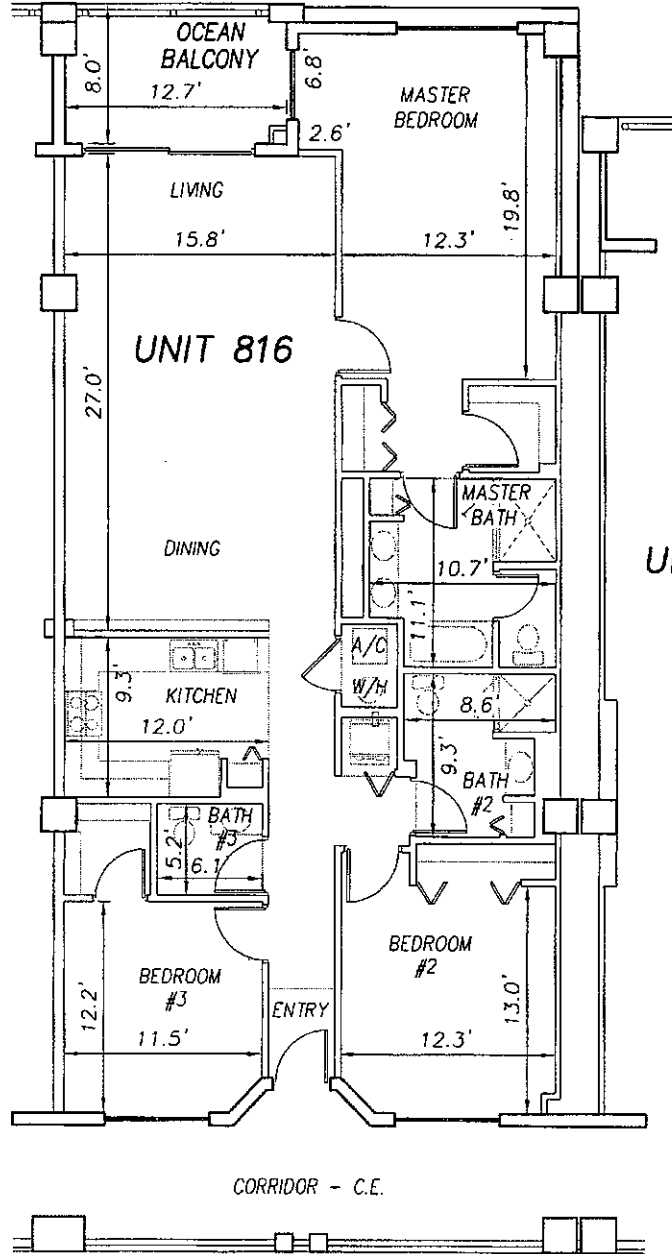 OCEAN
BALCONY
8.0'
12.7'
6.8'
2.6'
MASTER
BEDROOM
19.8'
LIVING
15.8'
12.3'
UNIT 816
27.0'
DINING
MASTER
BATH
10.7'
11.1'
A/C
W/H
KITCHEN
9.3'
12.0'
8.6'
9.3'
BATH
#2
BATH
#3
5.2'
6.1
BEDROOM
#3
12.2'
11.5'
ENTRY
BEDROOM
#2
13.0'
12.3'
CORRIDOR - C.E.